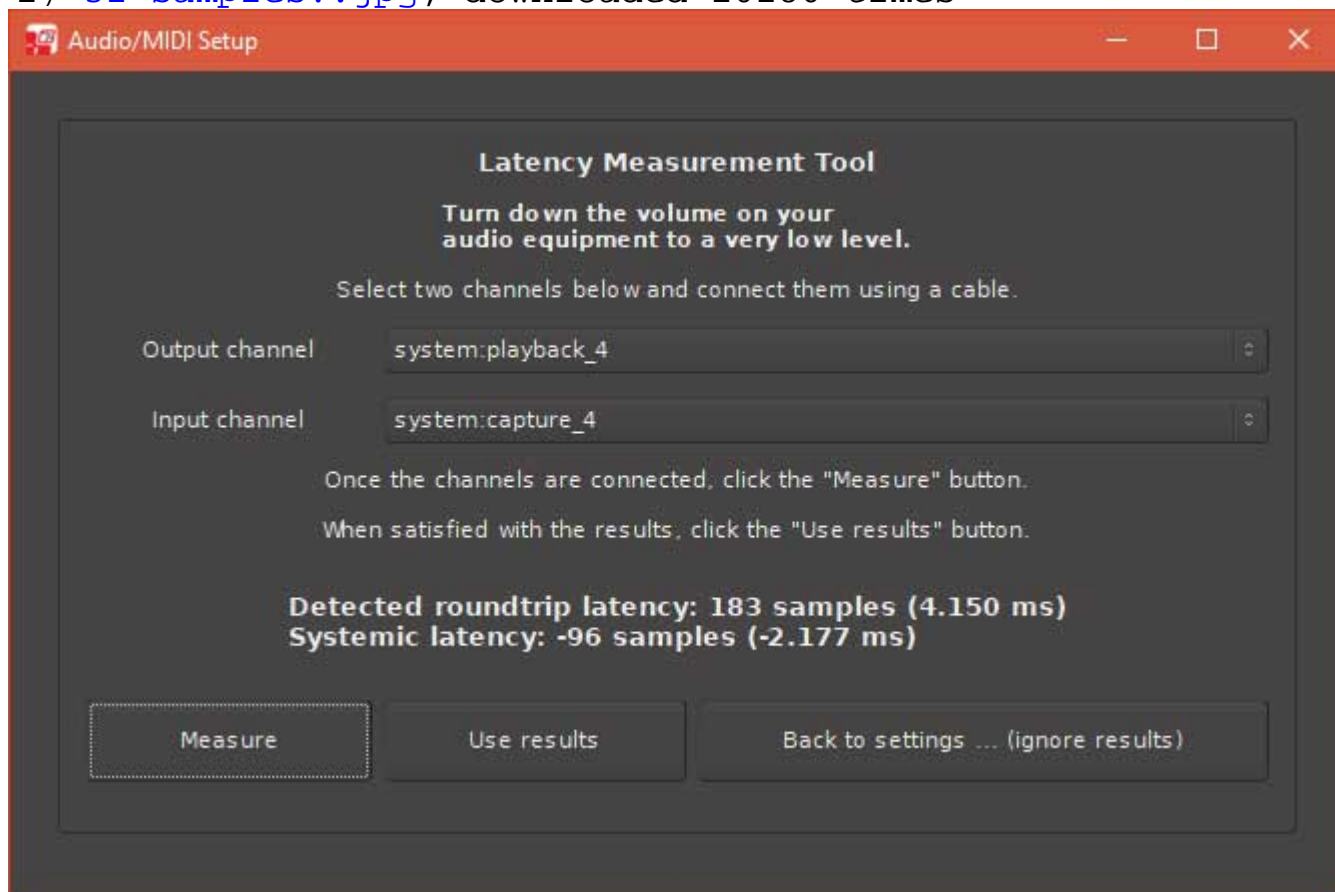 Audio/MIDI Setup
Latency Measurement Tool
Turn down the volume on your
audio equipment to a very low level.
Select two channels below and connect them using a cable.
Output channel system:playback_4
Input channel system:capture_4
Once the channels are connected, click the "Measure" button.
When satisfied with the results, click the "Use results" button.
Detected roundtrip latency: 183 samples (4.150 ms)
Systemic latency: -96 samples (-2.177 ms)
Measure Use results Back to settings ... (ignore results)